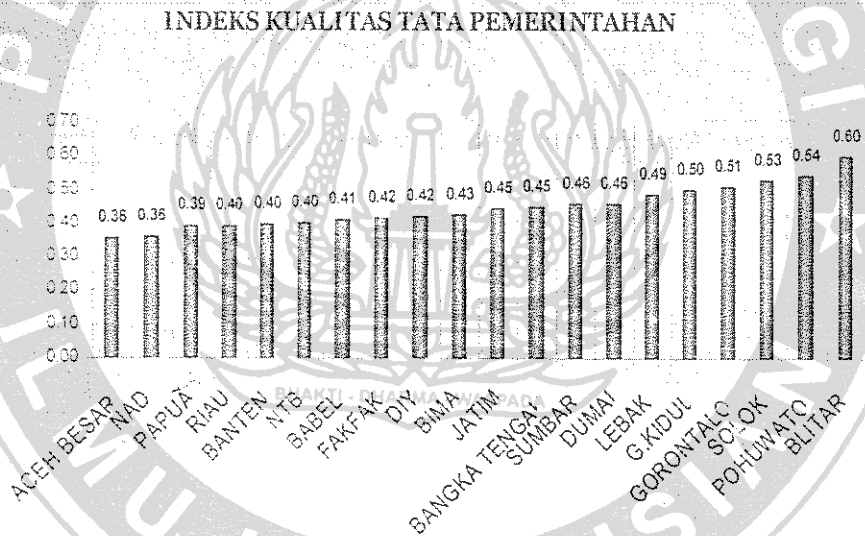 INDEKS KUALITAS TATA PEMERINTAHAN
0.70
0.60
0.50
0.40
0.30
0.20
0.10
0.00
0.36 0.36 0.39 0.40 0.40 0.40 0.41 0.42 0.42 0.43 0.45 0.45 0.46 0.46 0.49 0.50 0.51 0.53 0.54 0.60
ACEH BESAR
NAD
PAPUA
RIAU
BANTEN
NTB
BABEL
FAKFAK
DIY
BIMA
JATIM
BANGKA TENGAH
SUMBAR
DUMAI
LEBAK
G.KIDUL
GORONTALO
SOLOK
POHUWATO
BLITAR
BHAKTI - DHARMA